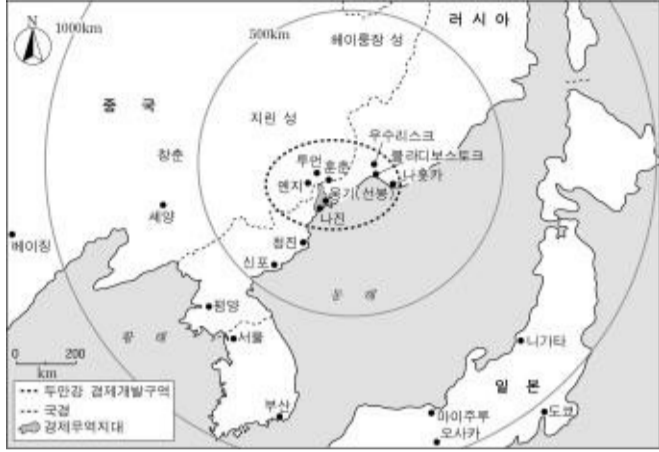 1000km
500km
러 시 아
헤이룽장 성
N
중 국
지린 성
우수리스크
블라디보스토크
창춘
투먼
훈춘
나홋카
옌지
웅기(선봉)
나진
베이징
청진
신포
동 해
평양
황 해
서울
니가타
0 200
km
일 본
두만강 경제개발구역
국경
경제무역지대
부산
마이주루
오사카
도쿄